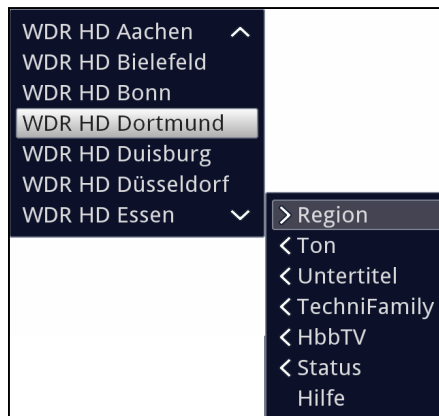 WDR HD Aachen
WDR HD Bielefeld
WDR HD Bonn
WDR HD Dortmund
WDR HD Duisburg
WDR HD Düsseldorf
WDR HD Essen
> Region
< Ton
< Untertitel
< TechniFamily
< HbbTV
< Status
Hilfe